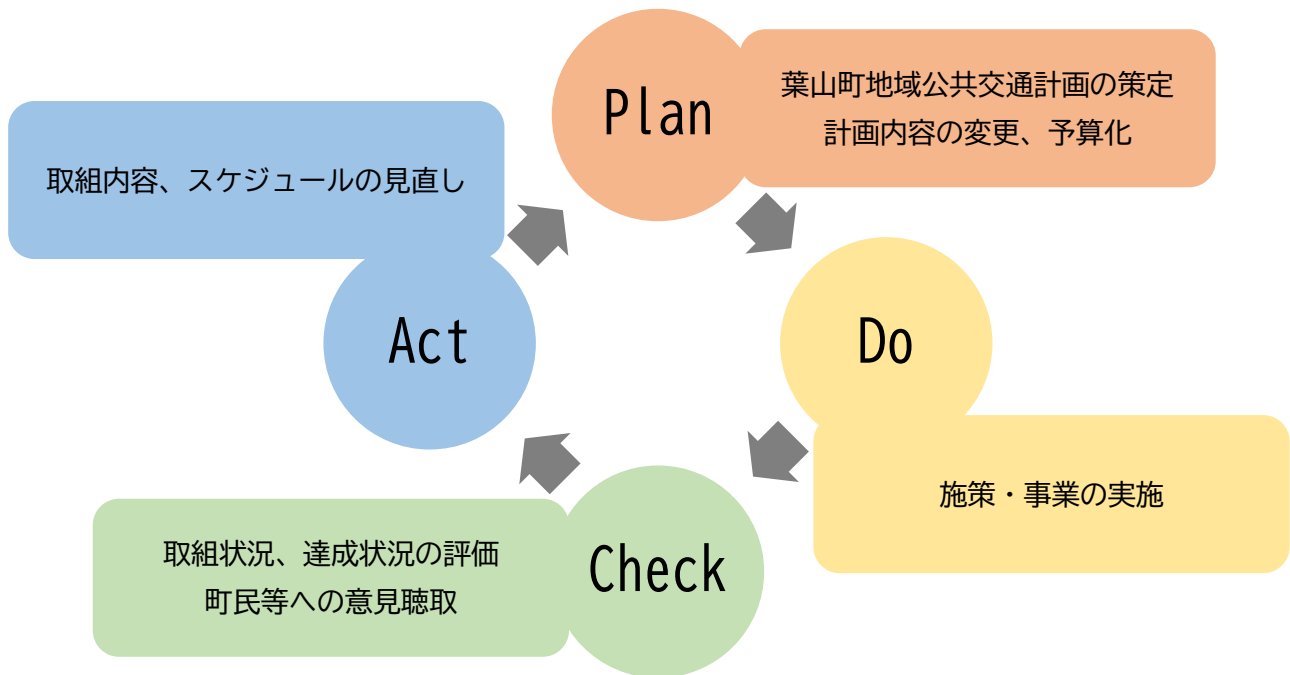 Plan
葉山町地域公共交通計画の策定
計画内容の変更、予算化
Do
施策・事業の実施
Check
取組状況、達成状況の評価
町民等への意見聴取
Act
取組内容、スケジュールの見直し